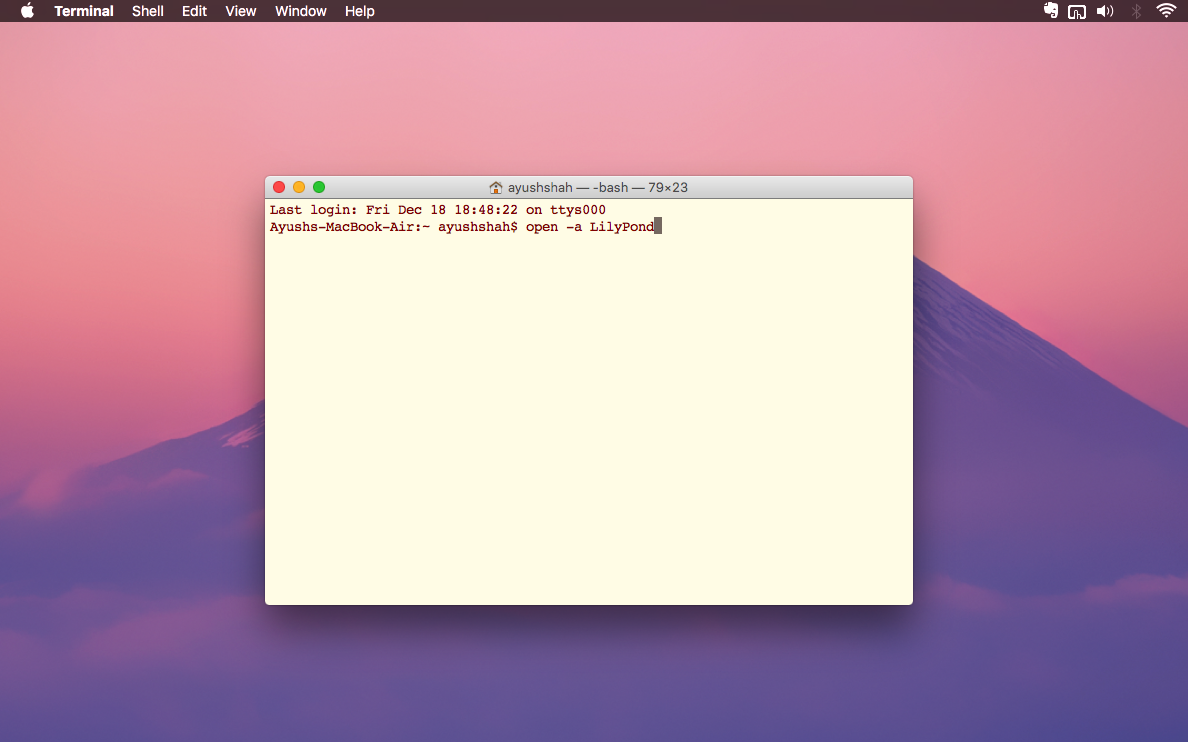 Terminal Shell Edit View Window Help
ayushshah — -bash — 79×23
Last login: Fri Dec 18 18:48:22 on ttys000
Ayushs-MacBook-Air:~ ayushshah$ open -a LilyPond